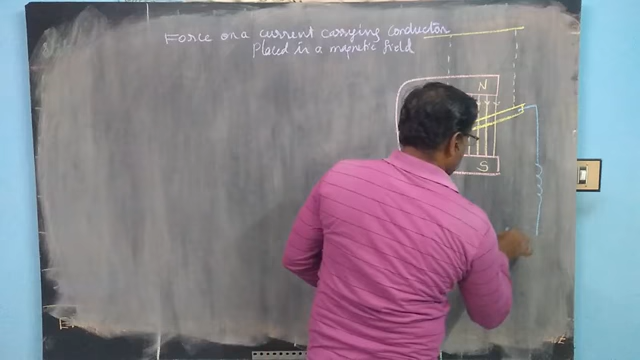 Force on a current carrying conductor
Placed in a magnetic field
N
S